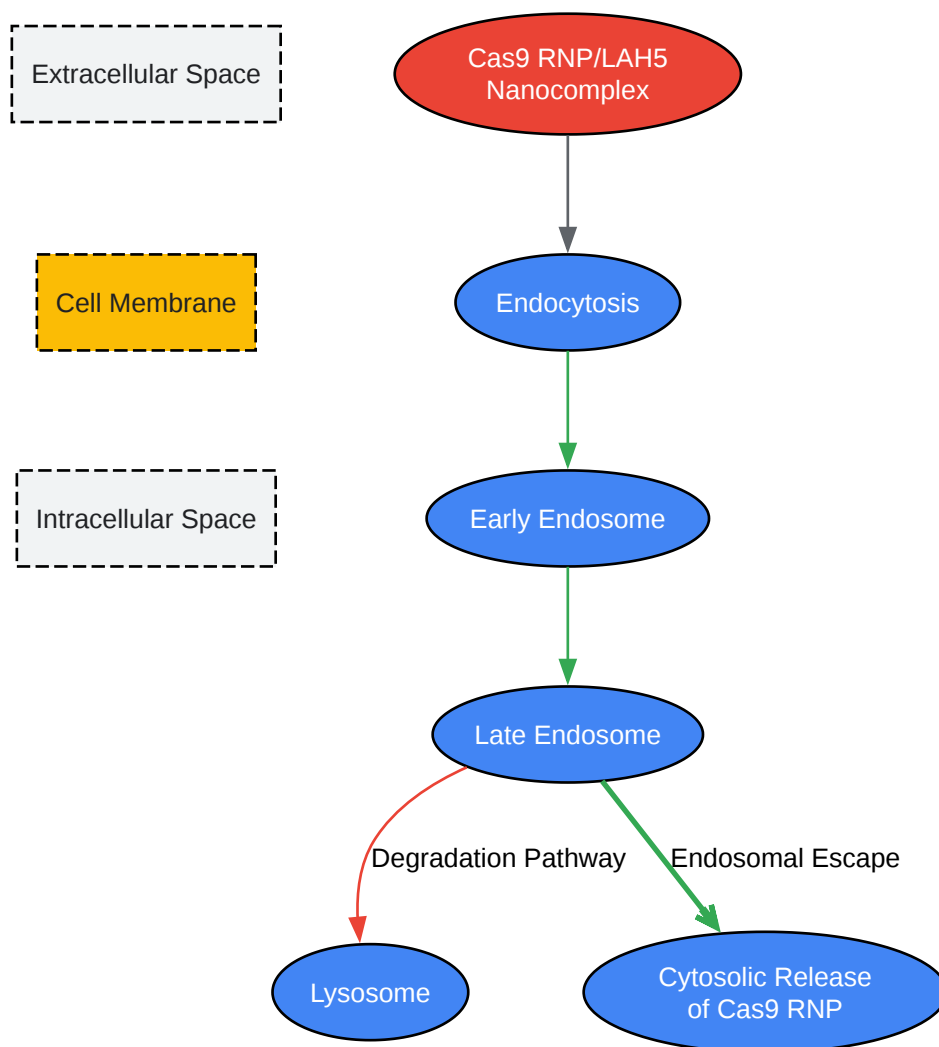 Extracellular Space
Cas9 RNP/LAH5
Nanocomplex
Cell Membrane
Endocytosis
Intracellular Space
Early Endosome
Late Endosome
Degradation Pathway
Endosomal Escape
Lysosome
Cytosolic Release
of Cas9 RNP